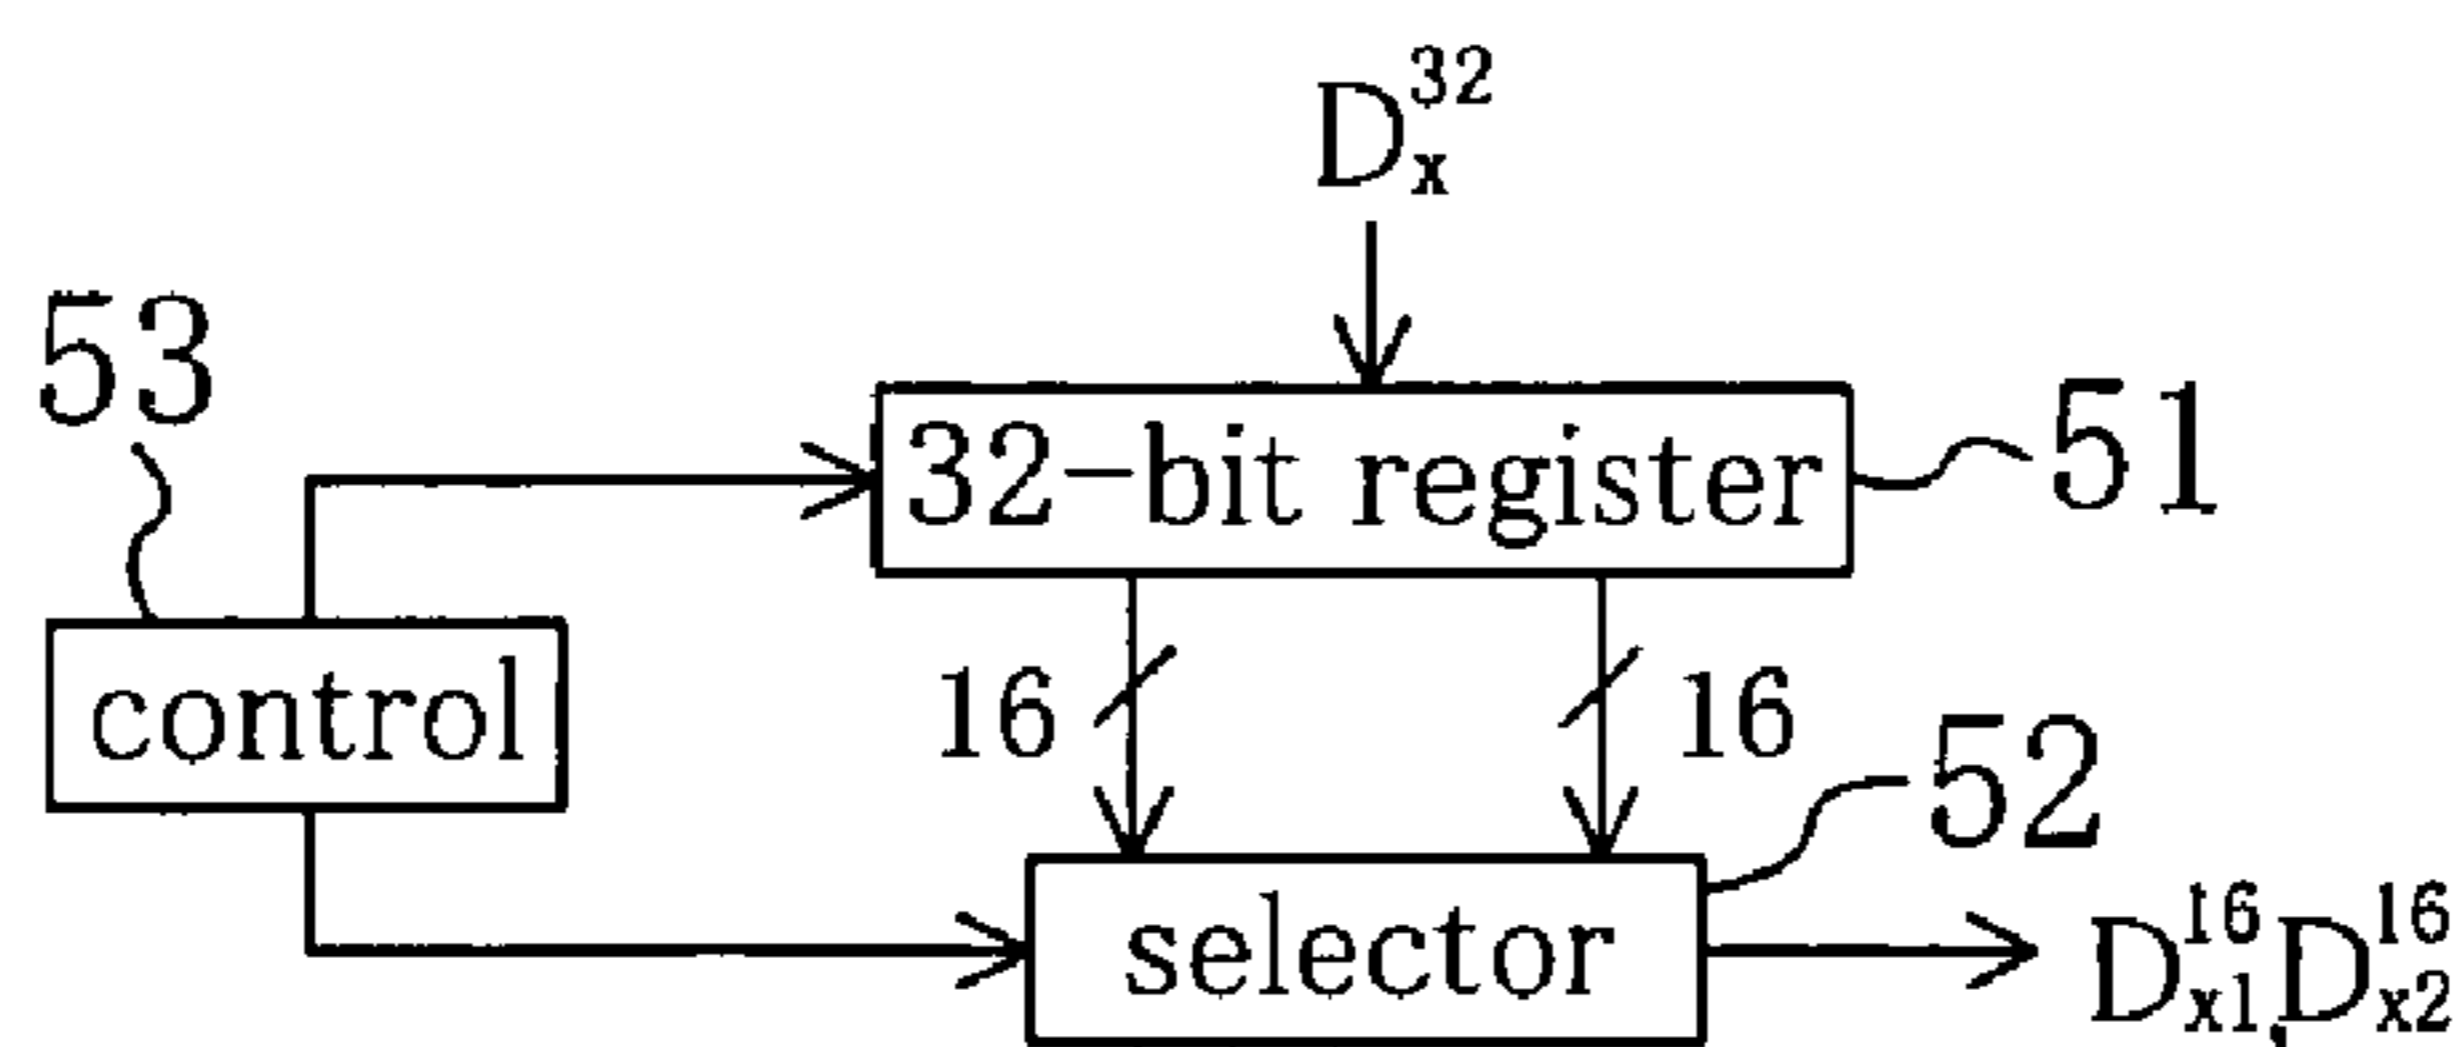 D_x^32
53
32-bit register
51
control
16
16
52
selector
D_x1^16, D_x2^16